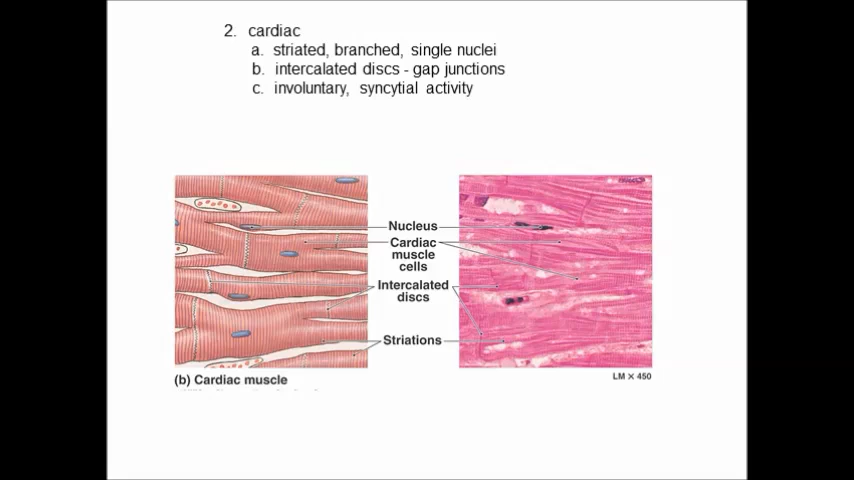 2. cardiac
a. striated, branched, single nuclei
b. intercalated discs - gap junctions
c. involuntary, syncytial activity
Nucleus
Cardiac
muscle
cells
Intercalated
discs
Striations
(b) Cardiac muscle
LM X 450